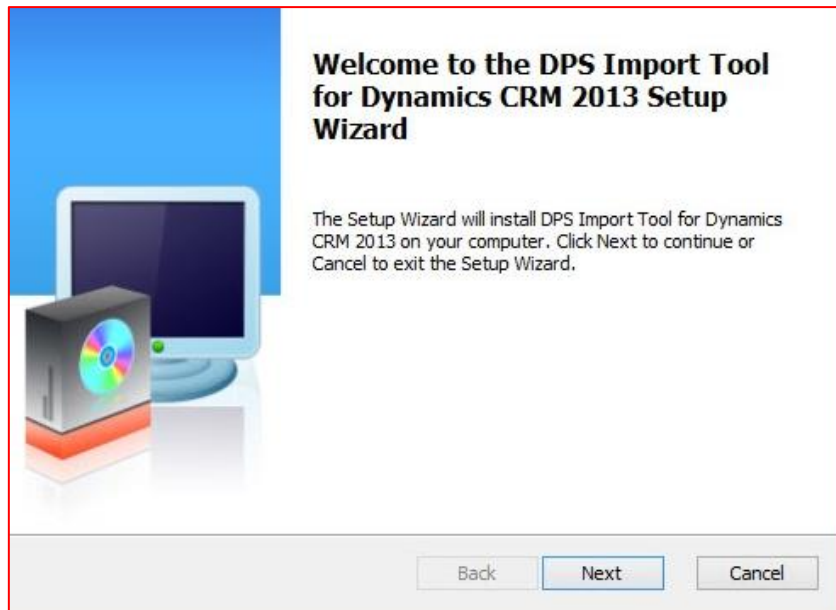 Welcome to the DPS Import Tool
for Dynamics CRM 2013 Setup
Wizard
The Setup Wizard will install DPS Import Tool for Dynamics
CRM 2013 on your computer. Click Next to continue or
Cancel to exit the Setup Wizard.
Back Next Cancel